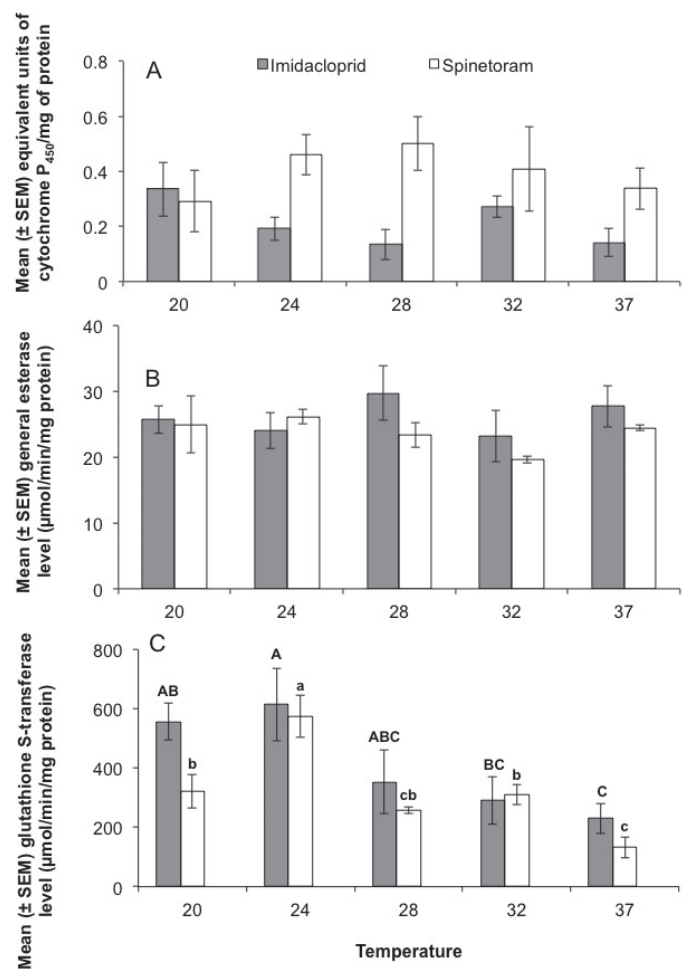 Mean (± SEM) equivalent units of
cytochrome P450/mg of protein
A
Imidacloprid
Spinetoram
0.8
0.6
0.4
0.2
0
20 24 28 32 37
Mean (± SEM) general esterase
level (µmol/min/mg protein)
B
40
30
20
10
0
20 24 28 32 37
Mean (± SEM) glutathione S-transferase
level (µmol/min/mg protein)
C
800
600
400
200
0
AB
b
A
a
ABC
cb
BC
b
C
c
20 24 28 32 37
Temperature